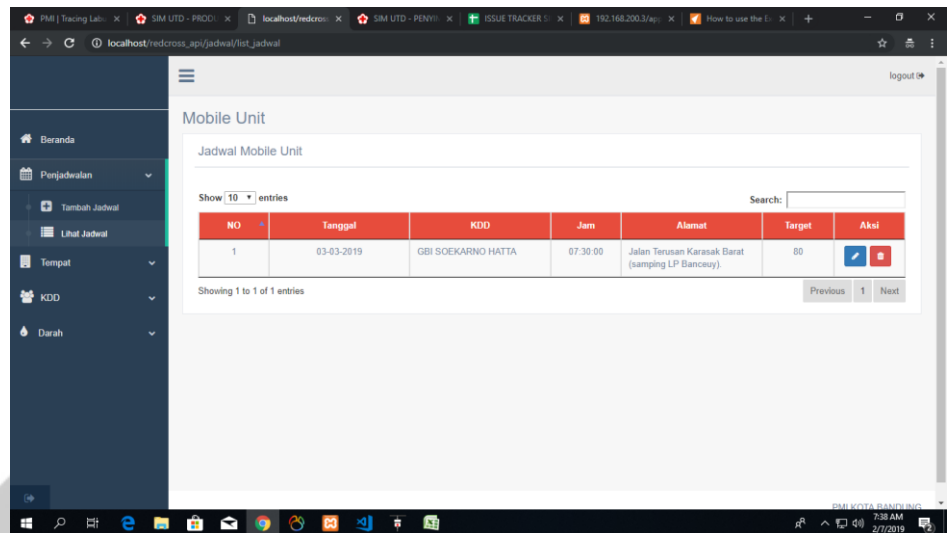 PMI | Tracing Lab
SIM UTD - PROD
localhost/redcross
SIM UTD - PENYI
ISSUE TRACKER S
192.168.200.3/ap
How to use the
localhost/redcross_api/jadwal/list_jadwal
logout
Mobile Unit
Beranda
Jadwal Mobile Unit
Penjadwalan
Tambah Jadwal
Lihat Jadwal
Tempat
KDD
Darah
Show 10 entries
Search:
NO Tanggal KDD Jam Alamat Target Aksi
1 03-03-2019 GBI SOEKARNO HATTA 07:30:00 Jalan Terusan Karasak Barat 80
(samping LP Banceuy).
Showing 1 to 1 of 1 entries
Previous 1 Next
PMI KOTA BANDUNG
7:38 AM
2/7/2019